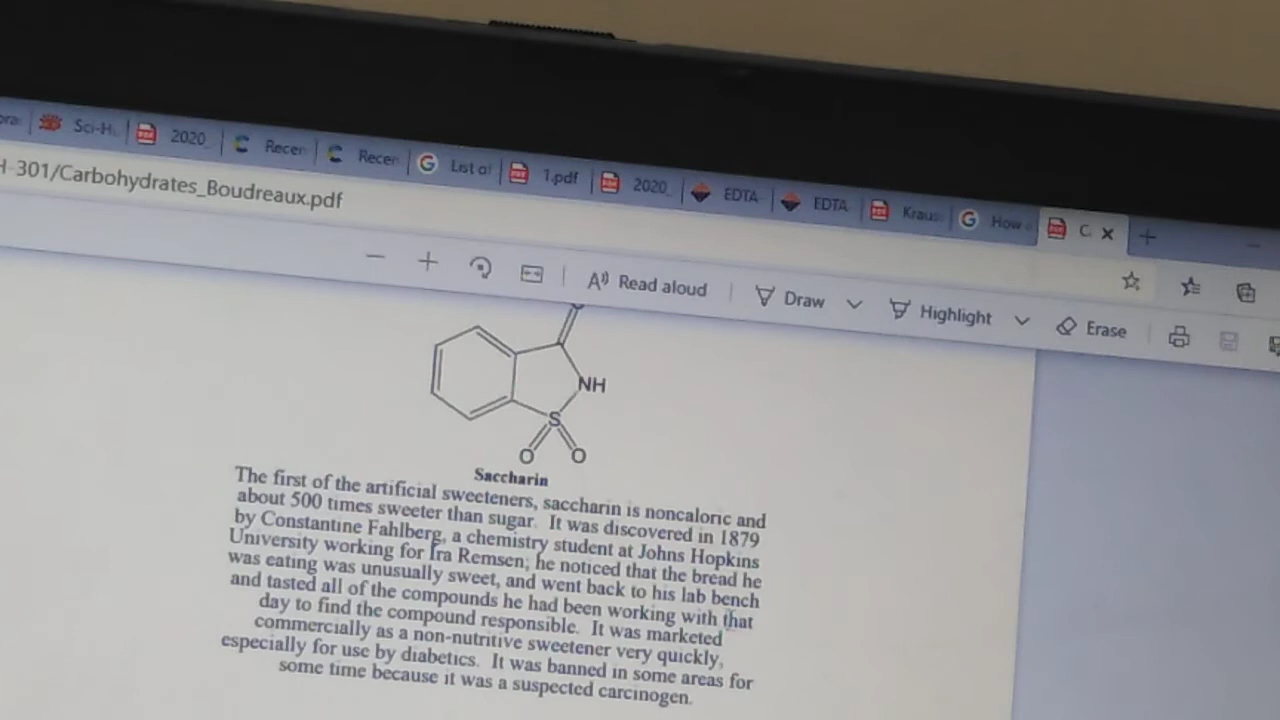 Sci-H
2020
Recen
Recen
List of
1.pdf
2020
EDTA
EDTA
Kraus
How
C
H-301/Carbohydrates_Boudreaux.pdf
Read aloud
Draw
Highlight
Erase
NH
S
O O
Saccharin
The first of the artificial sweeteners, saccharin is noncaloric and
about 500 times sweeter than sugar. It was discovered in 1879
by Constantine Fahlberg, a chemistry student at Johns Hopkins
University working for Ira Remsen; he noticed that the bread he
was eating was unusually sweet, and went back to his lab bench
and tasted all of the compounds he had been working with that
day to find the compound responsible. It was marketed
commercially as a non-nutritive sweetener very quickly,
especially for use by diabetics. It was banned in some areas for
some time because it was a suspected carcinogen.